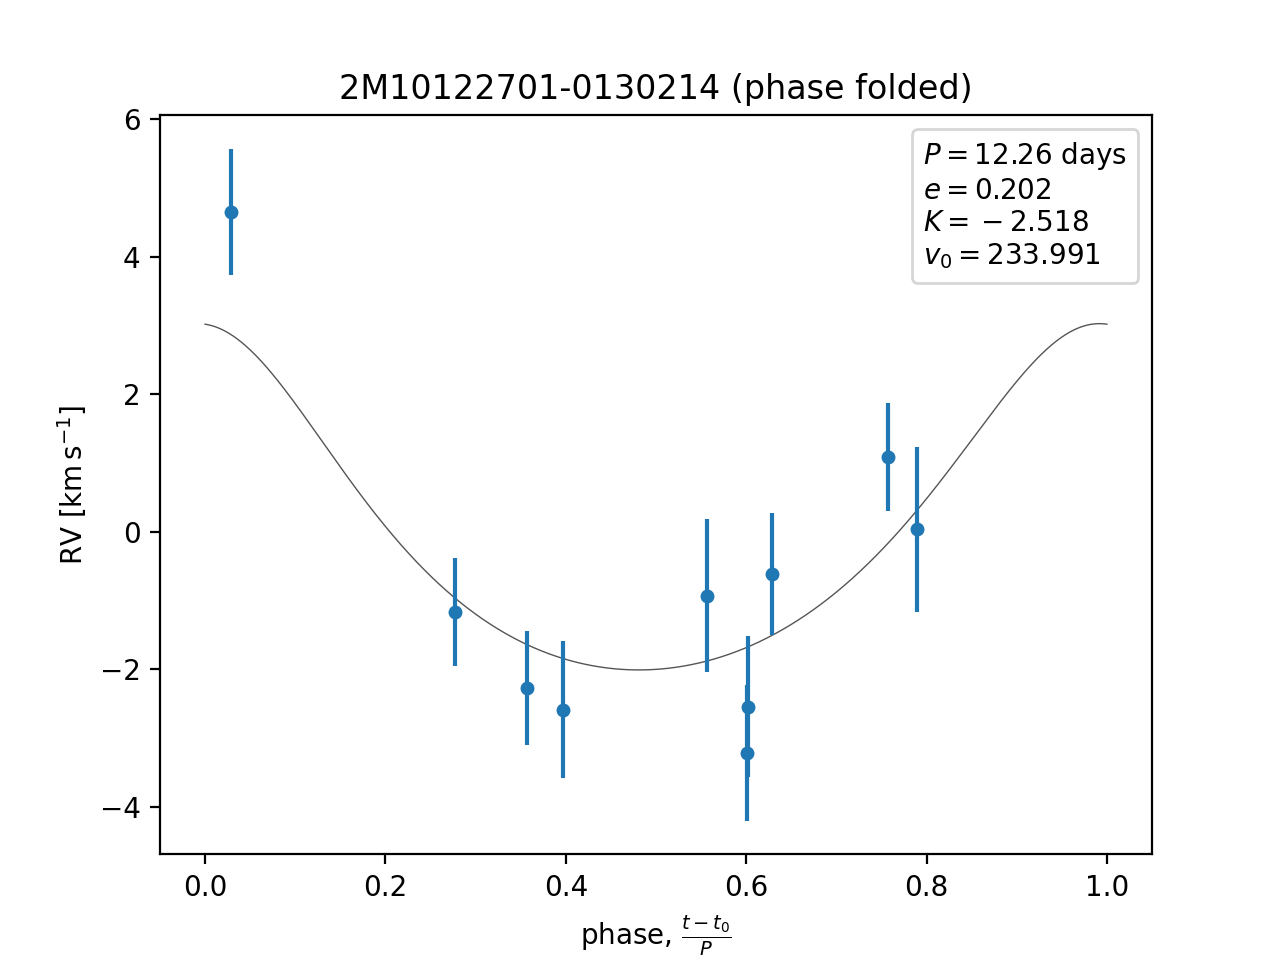 2M10122701-0130214 (phase folded)
6
4
2
0
−2
−4
RV [km s⁻¹]
P = 12.26 days
e = 0.202
K = −2.518
v₀ = 233.991
0.0 0.2 0.4 0.6 0.8 1.0
phase, (t − t₀)/P